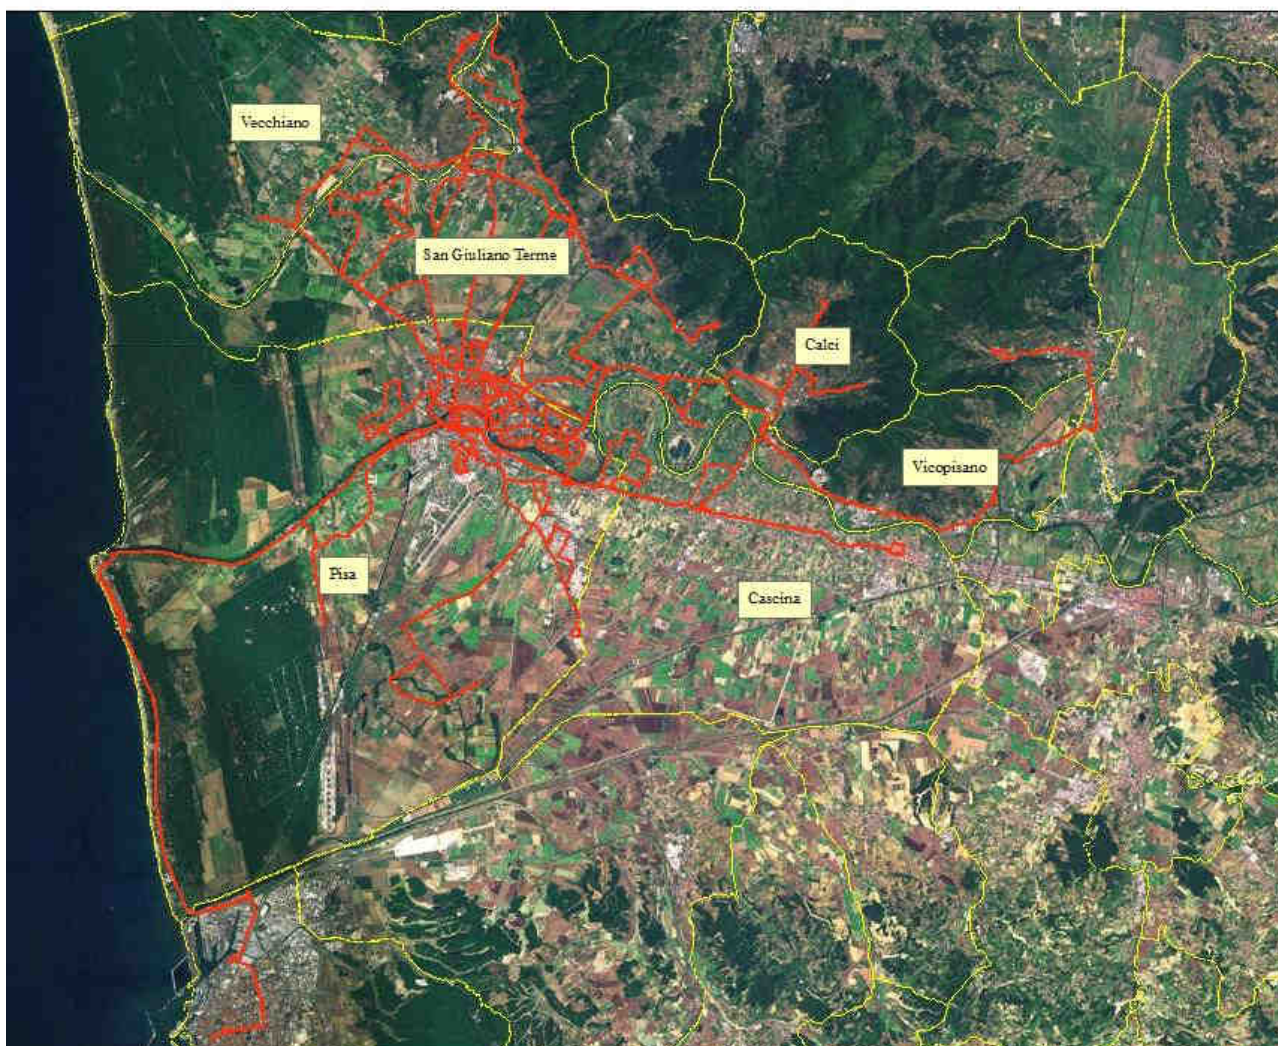 Vecchiano
San Giuliano Terme
Calci
Vicopisano
Pisa
Cascina